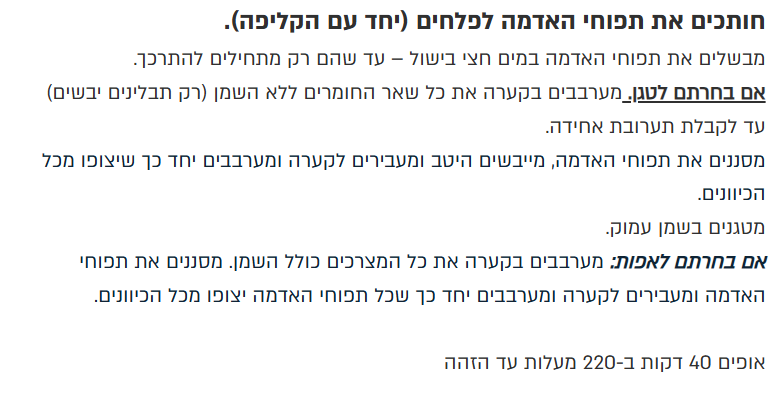 חותכים את תפוחי האדמה לפלחים (יחד עם הקליפה).
מבשלים את תפוחי האדמה במים חצי בישול – עד שהם רק מתחילים להתרכך.
אם בחרתם לטגן. מערבבים בקערה את כל שאר החומרים ללא השמן (רק תבלינים יבשים)
עד לקבלת תערובת אחידה.
מסננים את תפוחי האדמה, מייבשים היטב ומעבירים לקערה ומערבבים יחד כך שיצופו מכל
הכיוונים.
מטגנים בשמן עמוק.
אם בחרתם לאפות: מערבבים בקערה את כל המצרכים כולל השמן. מסננים את תפוחי
האדמה ומעבירים לקערה ומערבבים יחד כך שכל תפוחי האדמה יצופו מכל הכיוונים.
אופים 40 דקות ב-220 מעלות עד הזהה